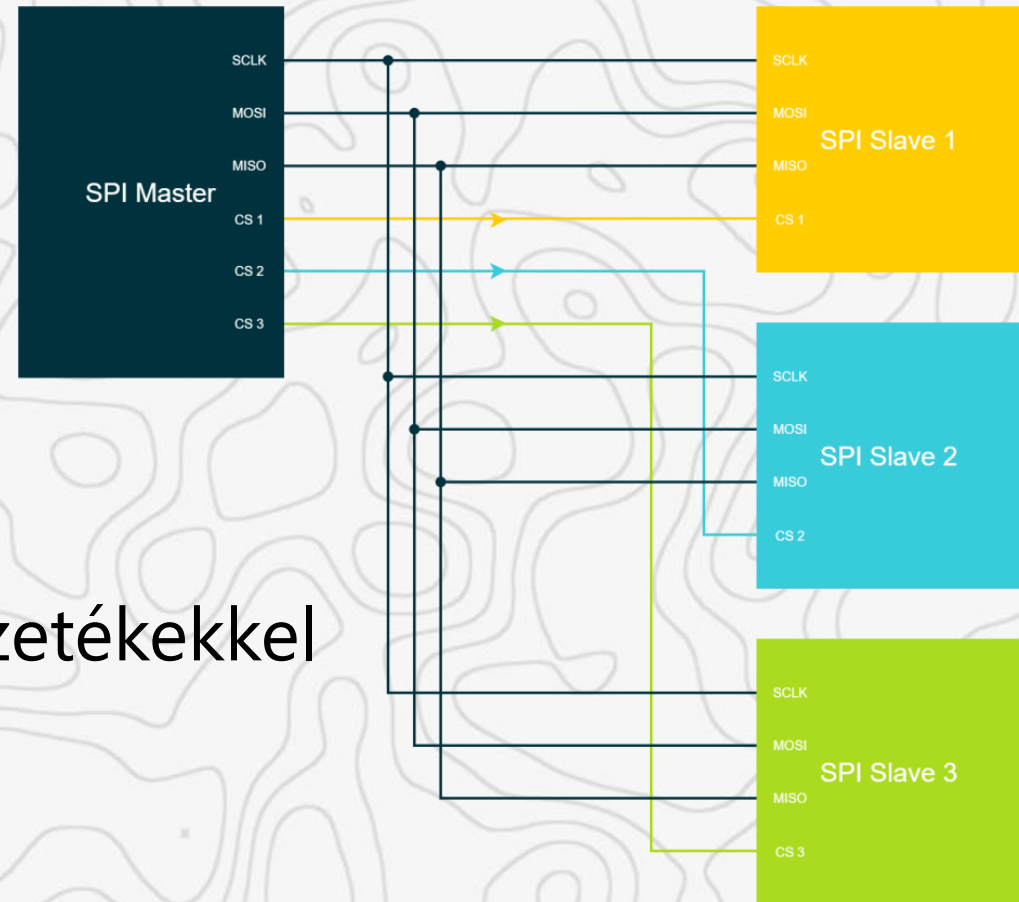 SCLK
MOSI
MISO
SPI Master
CS 1
CS 2
CS 3
SCLK
MOSI
SPI Slave 1
MISO
CS 1
SCLK
MOSI
SPI Slave 2
MISO
CS 2
zetékekkel
SCLK
MOSI
SPI Slave 3
MISO
CS 3